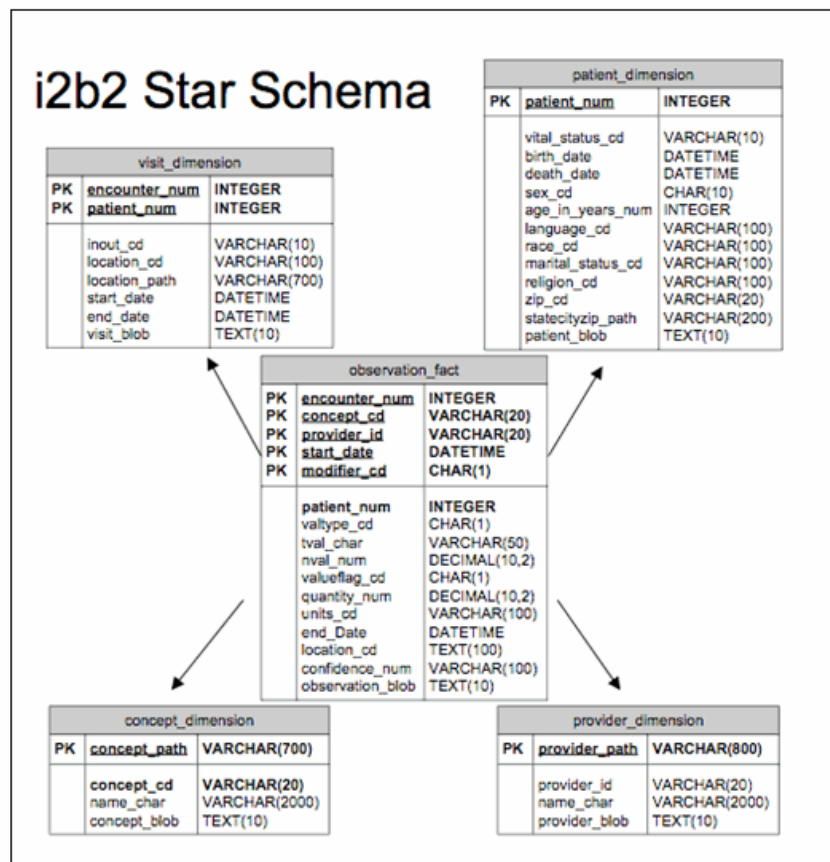 i2b2 Star Schema
patient_dimension
PK patient_num INTEGER
vital_status_cd VARCHAR(10)
birth_date DATETIME
death_date DATETIME
sex_cd CHAR(10)
age_in_years_num INTEGER
language_cd VARCHAR(100)
race_cd VARCHAR(100)
marital_status_cd VARCHAR(100)
religion_cd VARCHAR(100)
zip_cd VARCHAR(20)
statecityzip_path VARCHAR(200)
patient_blob TEXT(10)
visit_dimension
PK encounter_num INTEGER
PK patient_num INTEGER
inout_cd VARCHAR(10)
location_cd VARCHAR(100)
location_path VARCHAR(700)
start_date DATETIME
end_date DATETIME
visit_blob TEXT(10)
observation_fact
PK encounter_num INTEGER
PK concept_cd VARCHAR(20)
PK provider_id VARCHAR(20)
PK start_date DATETIME
PK modifier_cd CHAR(1)
patient_num INTEGER
valtype_cd CHAR(1)
tval_char VARCHAR(50)
nval_num DECIMAL(10,2)
valueflag_cd CHAR(1)
quantity_num DECIMAL(10,2)
units_cd VARCHAR(100)
end_Date DATETIME
location_cd TEXT(100)
confidence_num VARCHAR(100)
observation_blob TEXT(10)
concept_dimension
PK concept_path VARCHAR(700)
concept_cd VARCHAR(20)
name_char VARCHAR(2000)
concept_blob TEXT(10)
provider_dimension
PK provider_path VARCHAR(800)
provider_id VARCHAR(20)
name_char VARCHAR(2000)
provider_blob TEXT(10)